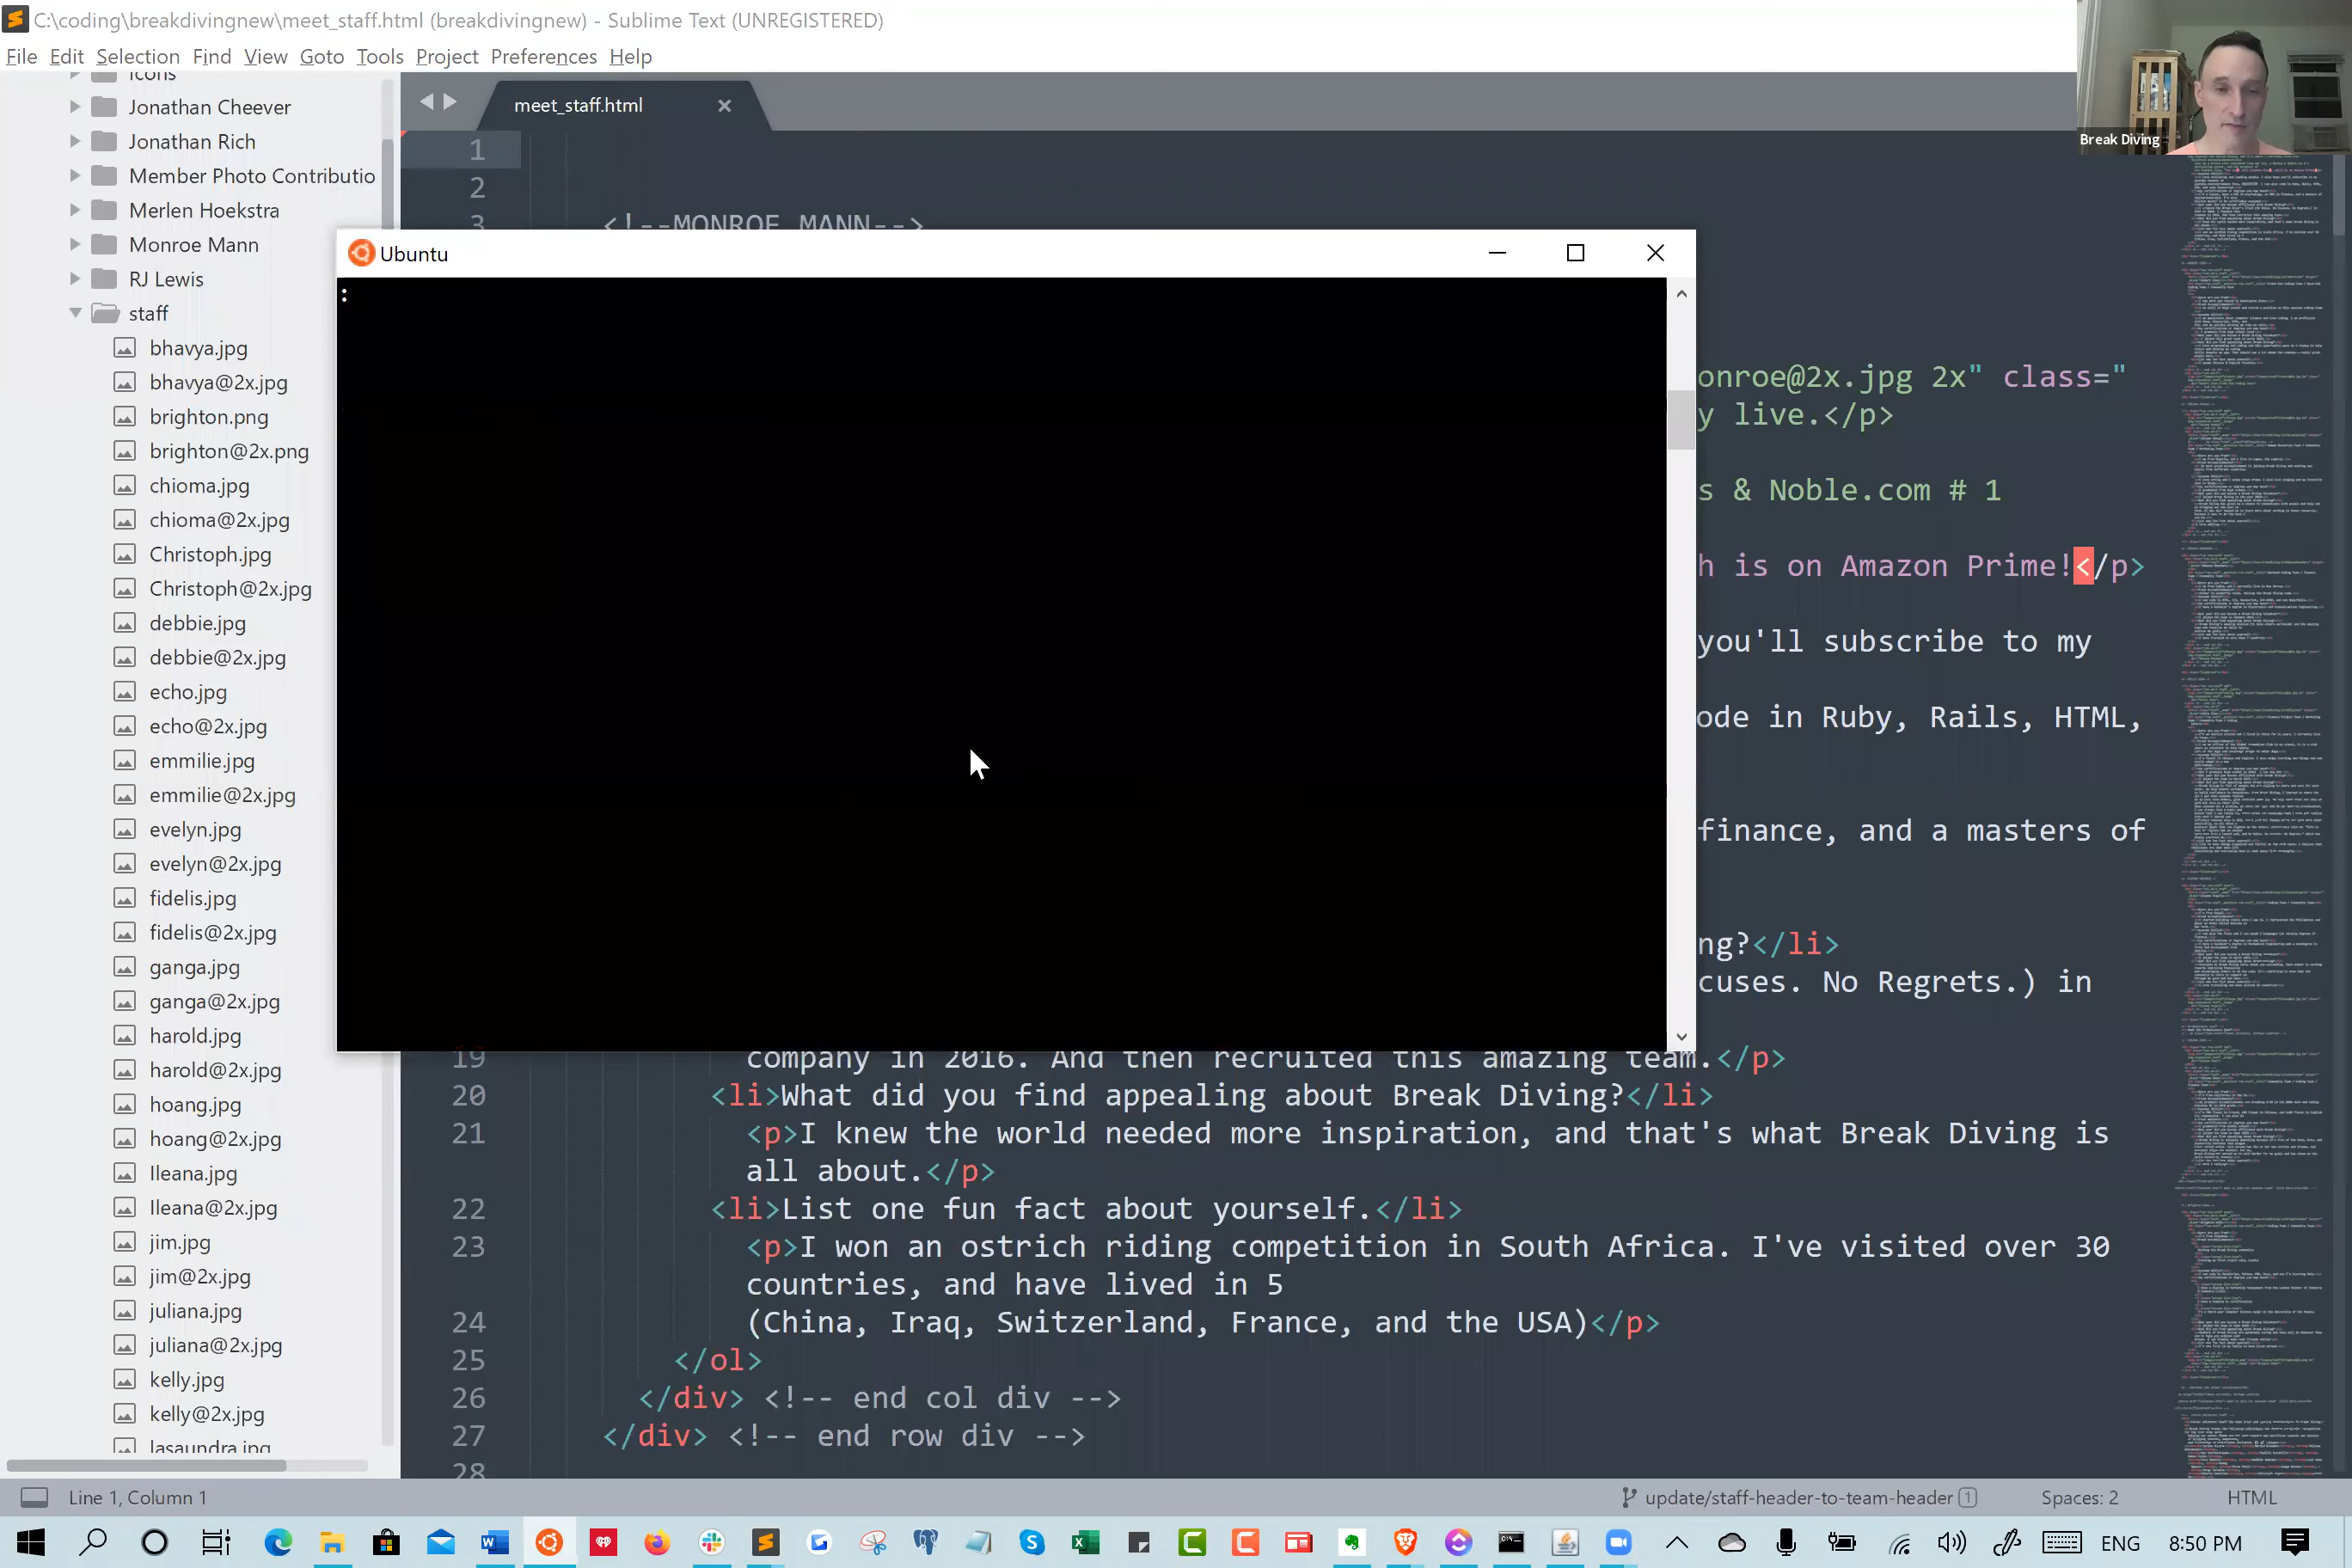 C:\coding\breakdivingnew\meet_staff.html (breakdivingnew) - Sublime Text (UNREGISTERED)
File Edit Selection Find View Goto Tools Project Preferences Help
icons
Jonathan Cheever
Jonathan Rich
Member Photo Contributio
Merlen Hoekstra
Monroe Mann
RJ Lewis
staff
bhavya.jpg
bhavya@2x.jpg
brighton.png
brighton@2x.png
chioma.jpg
chioma@2x.jpg
Christoph.jpg
Christoph@2x.jpg
debbie.jpg
debbie@2x.jpg
echo.jpg
echo@2x.jpg
emmilie.jpg
emmilie@2x.jpg
evelyn.jpg
evelyn@2x.jpg
fidelis.jpg
fidelis@2x.jpg
ganga.jpg
ganga@2x.jpg
harold.jpg
harold@2x.jpg
hoang.jpg
hoang@2x.jpg
Ileana.jpg
Ileana@2x.jpg
jim.jpg
jim@2x.jpg
juliana.jpg
juliana@2x.jpg
kelly.jpg
kelly@2x.jpg
lasaundra.jpg
meet_staff.html
Break Diving
1
2
3 <!--MONROE MANN-->
Ubuntu
:
onroe@2x.jpg 2x" class="
y live.</p>
s & Noble.com # 1
h is on Amazon Prime!</p>
you'll subscribe to my
ode in Ruby, Rails, HTML,
finance, and a masters of
ng?</li>
cuses. No Regrets.) in
19 company in 2016. And then recruited this amazing team.</p>
20 <li>What did you find appealing about Break Diving?</li>
21 <p>I knew the world needed more inspiration, and that's what Break Diving is
all about.</p>
22 <li>List one fun fact about yourself.</li>
23 <p>I won an ostrich riding competition in South Africa. I've visited over 30
countries, and have lived in 5
24 (China, Iraq, Switzerland, France, and the USA)</p>
25 </ol>
26 </div> <!-- end col div -->
27 </div> <!-- end row div -->
28
Line 1, Column 1
update/staff-header-to-team-header 1
Spaces: 2
HTML
ENG
8:50 PM